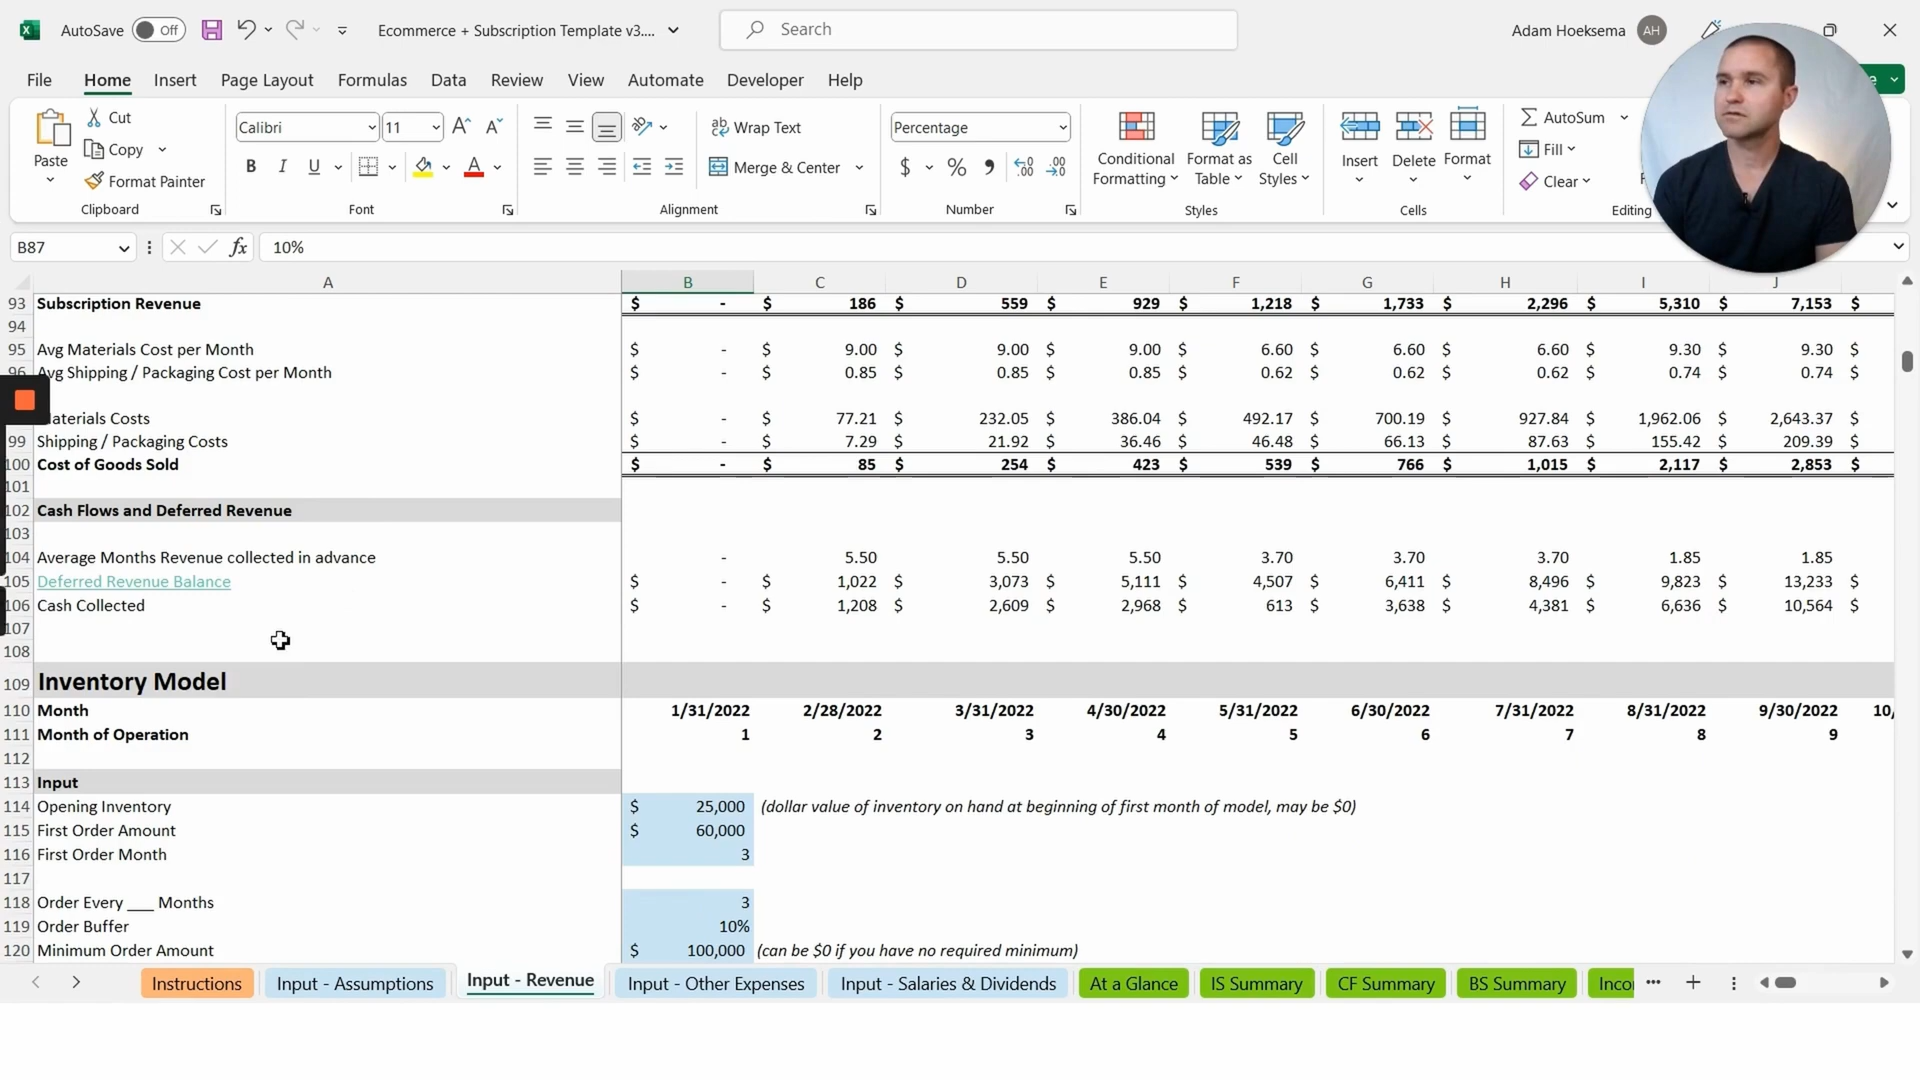 AutoSave Off Ecommerce + Subscription Template v3.... Search Adam Hoeksema AH
File Home Insert Page Layout Formulas Data Review View Automate Developer Help
Paste Cut Copy Format Painter Clipboard
Calibri 11 B I U Font
Wrap Text Merge & Center Alignment
Percentage $ % Number
Conditional Formatting Format as Table Cell Styles Styles
Insert Delete Format Cells
AutoSum Fill Clear Editing
B87 fx 10%
A B C D E F G H I J
93 Subscription Revenue $ - $ 186 $ 559 $ 929 $ 1,218 $ 1,733 $ 2,296 $ 5,310 $ 7,153 $
94
95 Avg Materials Cost per Month $ - $ 9.00 $ 9.00 $ 9.00 $ 6.60 $ 6.60 $ 6.60 $ 9.30 $ 9.30 $
96 Avg Shipping / Packaging Cost per Month $ - $ 0.85 $ 0.85 $ 0.85 $ 0.62 $ 0.62 $ 0.62 $ 0.74 $ 0.74 $
Materials Costs $ - $ 77.21 $ 232.05 $ 386.04 $ 492.17 $ 700.19 $ 927.84 $ 1,962.06 $ 2,643.37 $
99 Shipping / Packaging Costs $ - $ 7.29 $ 21.92 $ 36.46 $ 46.48 $ 66.13 $ 87.63 $ 155.42 $ 209.39 $
100 Cost of Goods Sold $ - $ 85 $ 254 $ 423 $ 539 $ 766 $ 1,015 $ 2,117 $ 2,853 $
101
102 Cash Flows and Deferred Revenue
103
104 Average Months Revenue collected in advance - 5.50 5.50 5.50 3.70 3.70 3.70 1.85 1.85
105 Deferred Revenue Balance $ - $ 1,022 $ 3,073 $ 5,111 $ 4,507 $ 6,411 $ 8,496 $ 9,823 $ 13,233 $
106 Cash Collected $ - $ 1,208 $ 2,609 $ 2,968 $ 613 $ 3,638 $ 4,381 $ 6,636 $ 10,564 $
107
108
109 Inventory Model
110 Month 1/31/2022 2/28/2022 3/31/2022 4/30/2022 5/31/2022 6/30/2022 7/31/2022 8/31/2022 9/30/2022 10/
111 Month of Operation 1 2 3 4 5 6 7 8 9
112
113 Input
114 Opening Inventory $ 25,000 (dollar value of inventory on hand at beginning of first month of model, may be $0)
115 First Order Amount $ 60,000
116 First Order Month 3
117
118 Order Every ___ Months 3
119 Order Buffer 10%
120 Minimum Order Amount $ 100,000 (can be $0 if you have no required minimum)
Instructions Input - Assumptions Input - Revenue Input - Other Expenses Input - Salaries & Dividends At a Glance IS Summary CF Summary BS Summary Inco